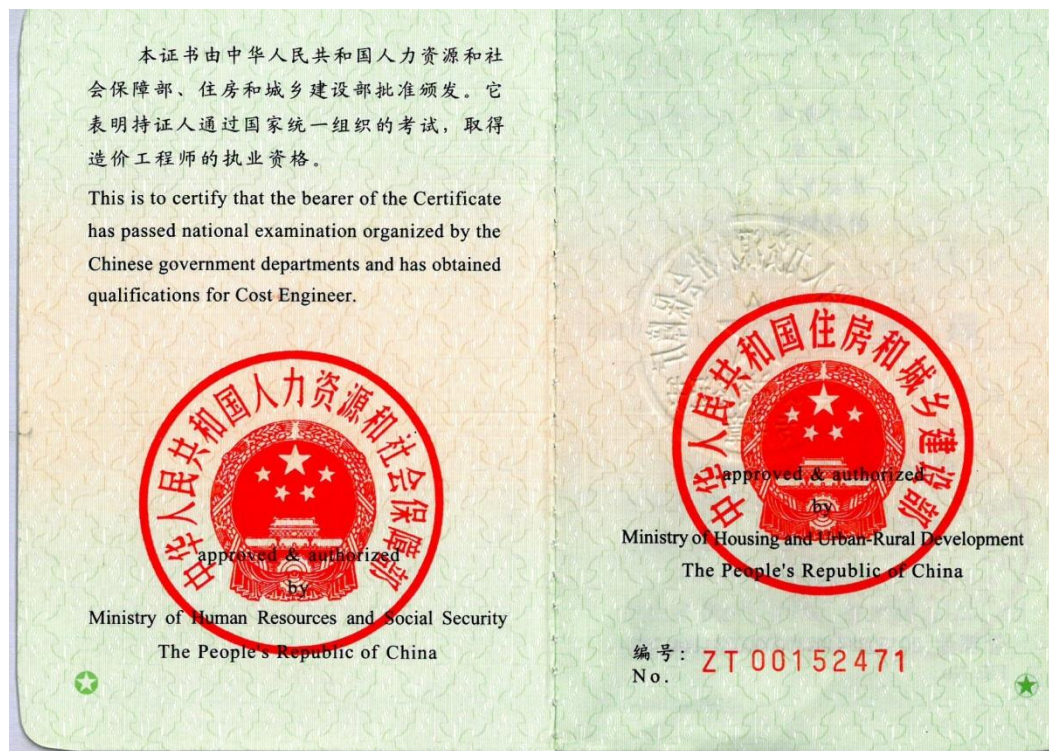 本证书由中华人民共和国人力资源和社
会保障部、住房和城乡建设部批准颁发。它
表明持证人通过国家统一组织的考试，取得
造价工程师的执业资格。
This is to certify that the bearer of the Certificate
has passed national examination organized by the
Chinese government departments and has obtained
qualifications for Cost Engineer.
中华人民共和国人力资源和社会保障部
approved & authorized
by
Ministry of Human Resources and Social Security
The People's Republic of China
中华人民共和国住房和城乡建设部
approved & authorized
by
Ministry of Housing and Urban-Rural Development
The People's Republic of China
编号: ZT 00152471
No.